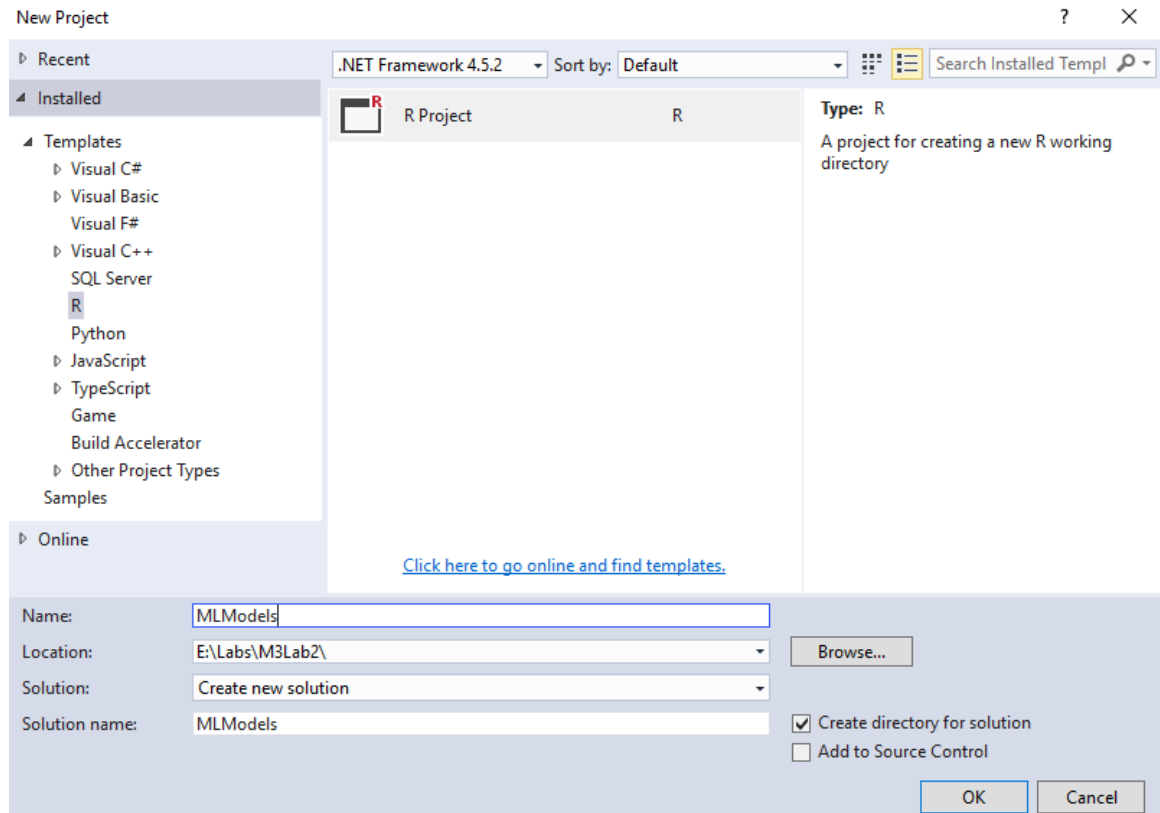 New Project
? ×
Recent
Installed
Templates
Visual C#
Visual Basic
Visual F#
Visual C++
SQL Server
R
Python
JavaScript
TypeScript
Game
Build Accelerator
Other Project Types
Samples
Online
.NET Framework 4.5.2 Sort by: Default Search Installed Templ
R R Project R
Click here to go online and find templates.
Type: R
A project for creating a new R working
directory
Name: MLModels
Location: E:\Labs\M3Lab2\ Browse...
Solution: Create new solution
Solution name: MLModels
Create directory for solution
Add to Source Control
OK Cancel